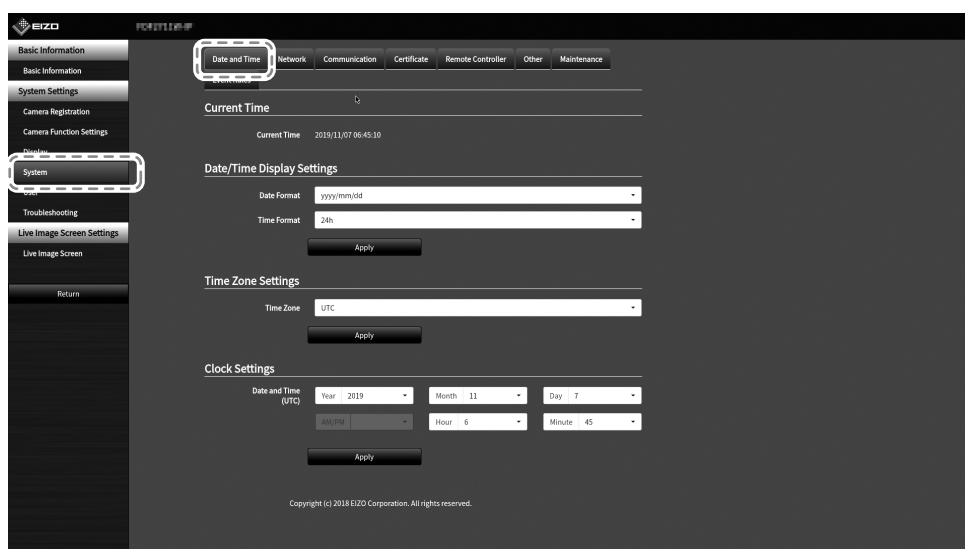 EIZO
Basic Information
Basic Information
System Settings
Camera Registration
Camera Function Settings
Display
System
User
Troubleshooting
Live Image Screen Settings
Live Image Screen
Return
Date and Time Network Communication Certificate Remote Controller Other Maintenance
Current Time
Current Time 2019/11/07 06:45:10
Date/Time Display Settings
Date Format yyyy/mm/dd
Time Format 24h
Apply
Time Zone Settings
Time Zone UTC
Apply
Clock Settings
Date and Time Year 2019 Month 11 Day 7
(UTC)
AM/PM Hour 6 Minute 45
Apply
Copyright (c) 2018 EIZO Corporation. All rights reserved.